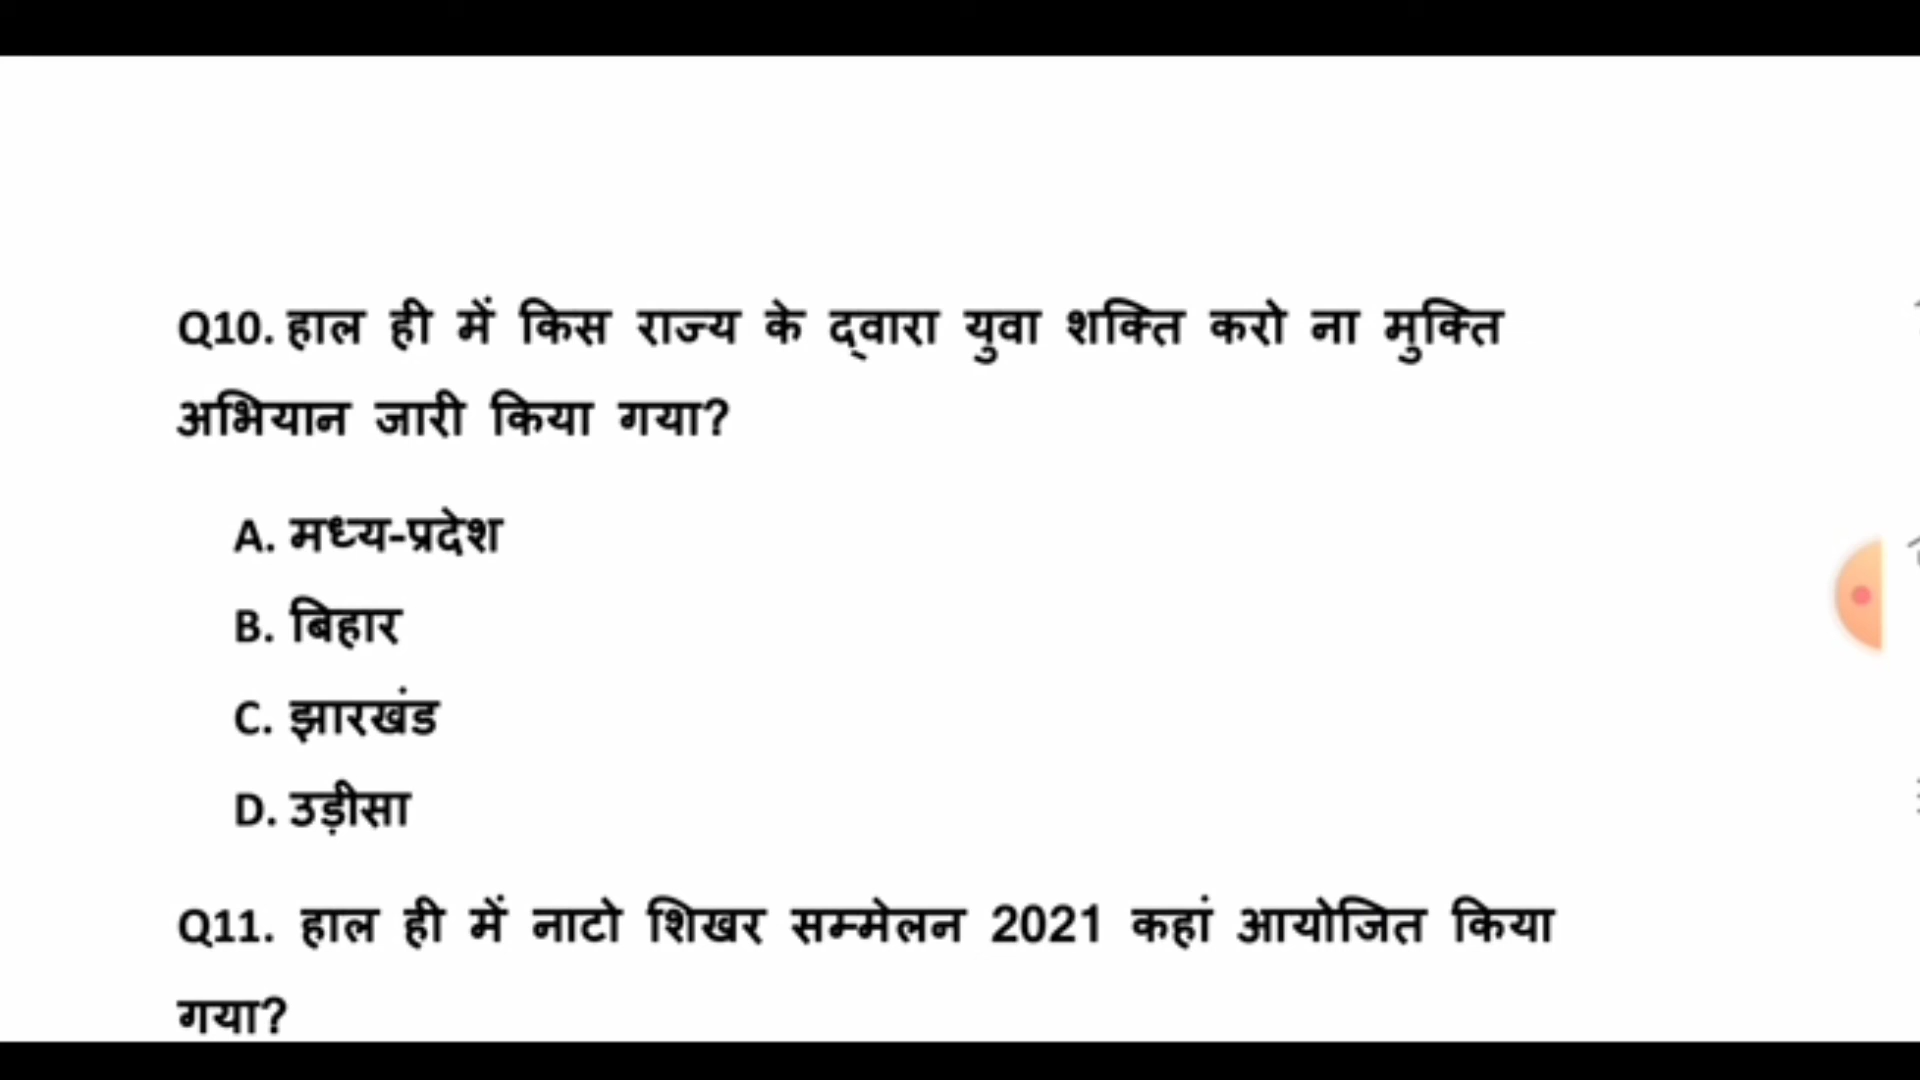 Q10. हाल ही में किस राज्य के द्वारा युवा शक्ति करो ना मुक्ति
अभियान जारी किया गया?
A. मध्य-प्रदेश
B. बिहार
C. झारखंड
D. उड़ीसा
Q11. हाल ही में नाटो शिखर सम्मेलन 2021 कहां आयोजित किया
गया?